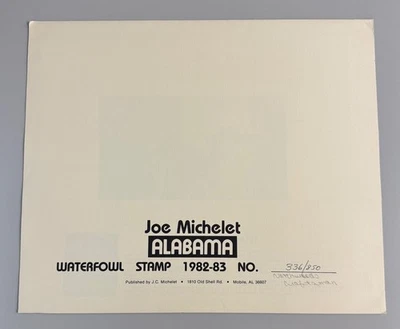 Joe Michelet
ALABAMA
WATERFOWL STAMP 1982-83 NO. 336/850
Published by J.C. Michelet • 1810 Old Shell Rd. • Mobile, AL 36607